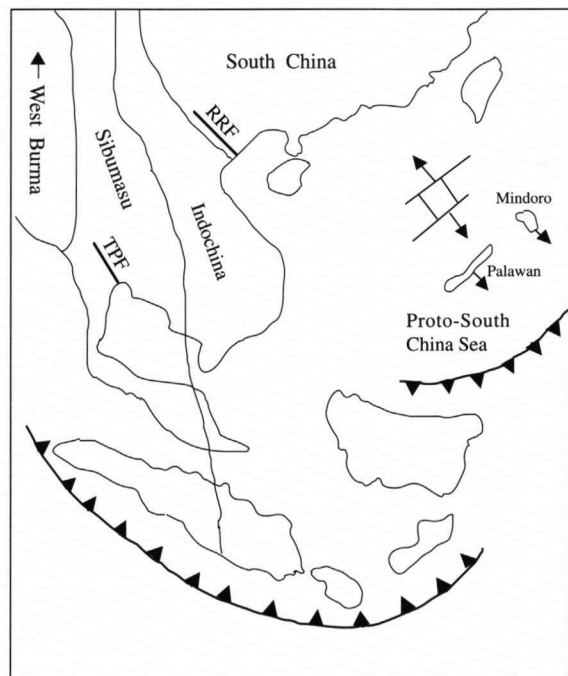 South China
West Burma
Sibumasu
RRF
Indochina
TPF
Mindoro
Palawan
Proto-South
China Sea